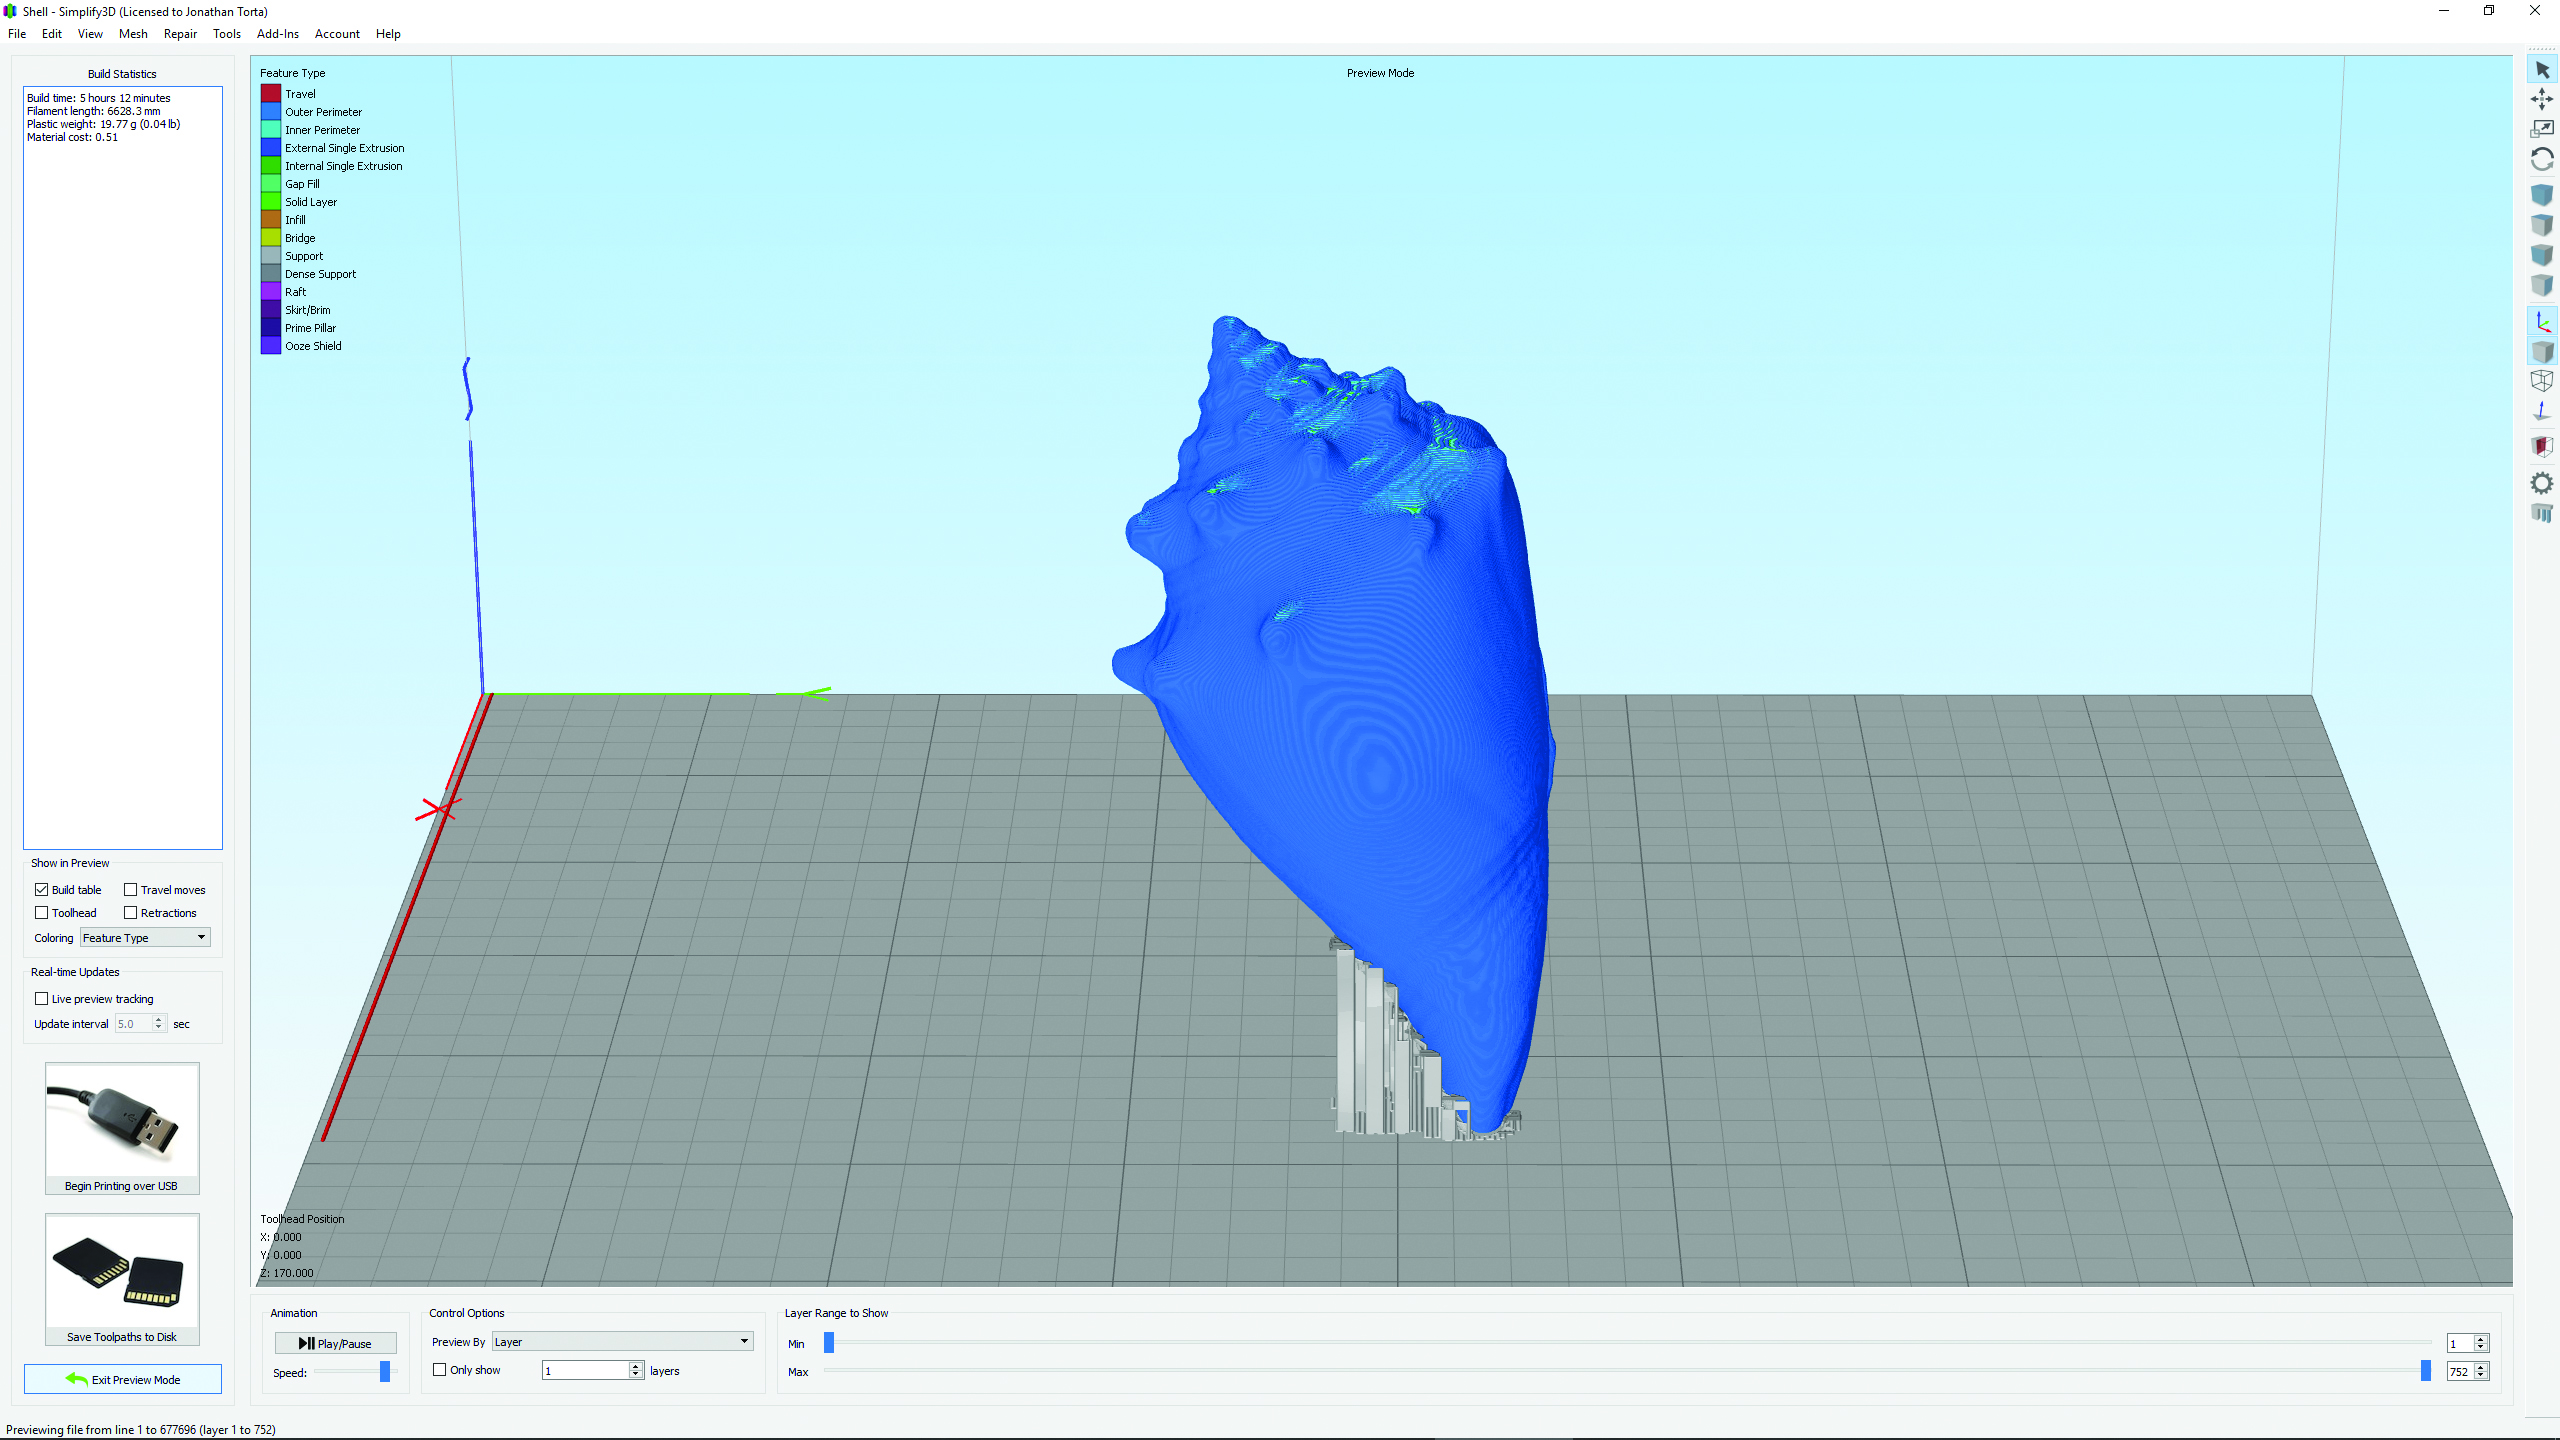 Shell - Simplify3D (Licensed to Jonathan Torta)
File Edit View Mesh Repair Tools Add-Ins Account Help
Build Statistics
Build time: 5 hours 12 minutes
Filament length: 6628.3 mm
Plastic weight: 19.77 g (0.04 lb)
Material cost: 0.51
Show in Preview
Build table Travel moves
Toolhead Retractions
Coloring Feature Type
Real-time Updates
Live preview tracking
Update interval 5.0 sec
Begin Printing over USB
Save Toolpaths to Disk
Exit Preview Mode
Feature Type
Travel
Outer Perimeter
Inner Perimeter
External Single Extrusion
Internal Single Extrusion
Gap Fill
Solid Layer
Infill
Bridge
Support
Dense Support
Raft
Skirt/Brim
Prime Pillar
Ooze Shield
Preview Mode
Toolhead Position
X: 0.000
Y: 0.000
Z: 170.000
Animation
Play/Pause
Speed:
Control Options
Preview By Layer
Only show 1 layers
Layer Range to Show
Min 1
Max 752
Previewing file from line 1 to 677696 (layer 1 to 752)